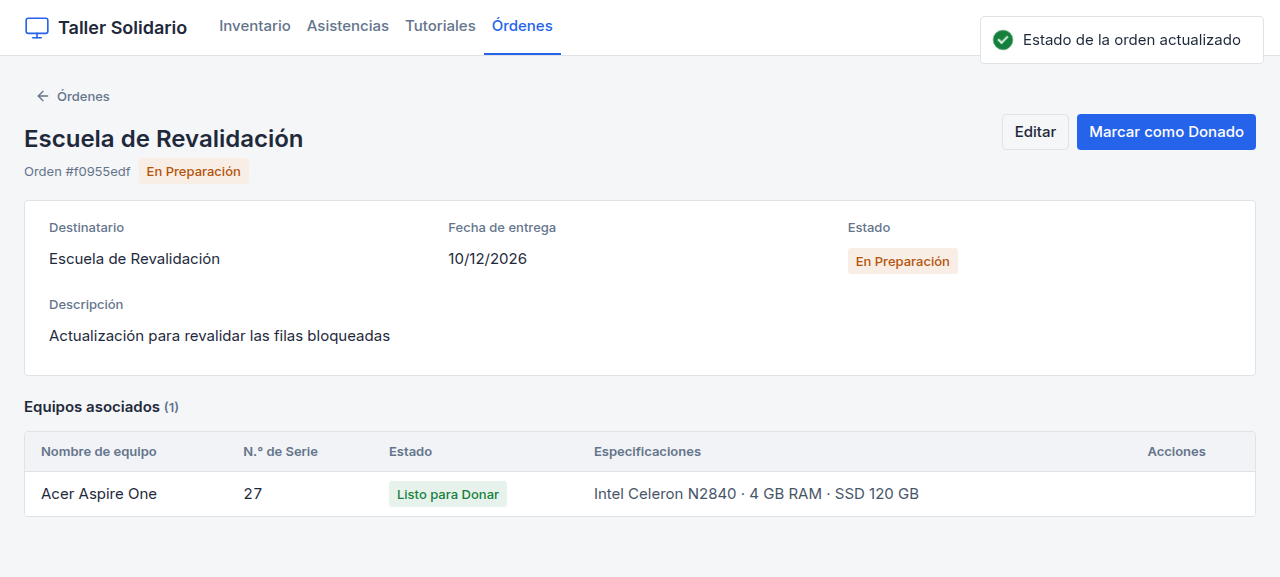 Taller Solidario
Inventario
Asistencias
Tutoriales
Órdenes
Estado de la orden actualizado
Órdenes
Escuela de Revalidación
Editar
Marcar como Donado
Orden #f0955edf
En Preparación
Destinatario
Fecha de entrega
Estado
Escuela de Revalidación
10/12/2026
En Preparación
Descripción
Actualización para revalidar las filas bloqueadas
Equipos asociados (1)
Nombre de equipo
N.° de Serie
Estado
Especificaciones
Acciones
Acer Aspire One
27
Listo para Donar
Intel Celeron N2840 · 4 GB RAM · SSD 120 GB